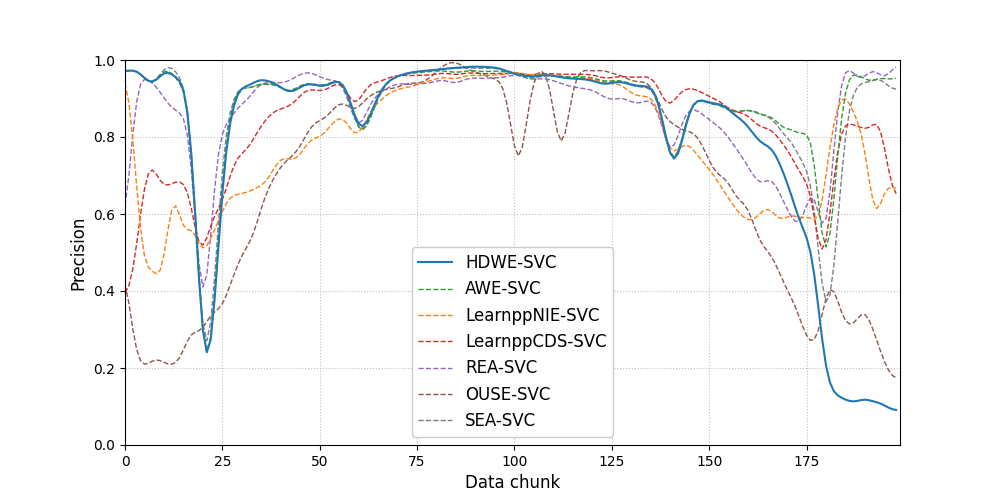 1.0
0.8
0.6
0.4
0.2
0.0
Precision
0 25 50 75 100 125 150 175
Data chunk
HDWE-SVC
AWE-SVC
LearnppNIE-SVC
LearnppCDS-SVC
REA-SVC
OUSE-SVC
SEA-SVC